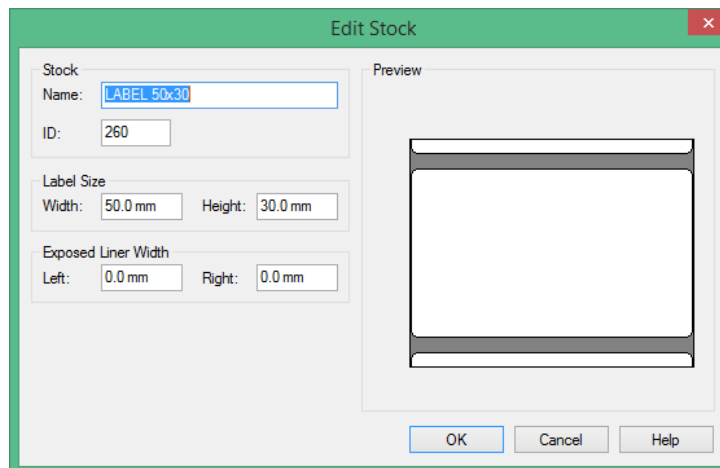 Edit Stock
Stock
Name: LABEL 50x30
ID: 260
Label Size
Width: 50.0 mm Height: 30.0 mm
Exposed Liner Width
Left: 0.0 mm Right: 0.0 mm
Preview
OK Cancel Help